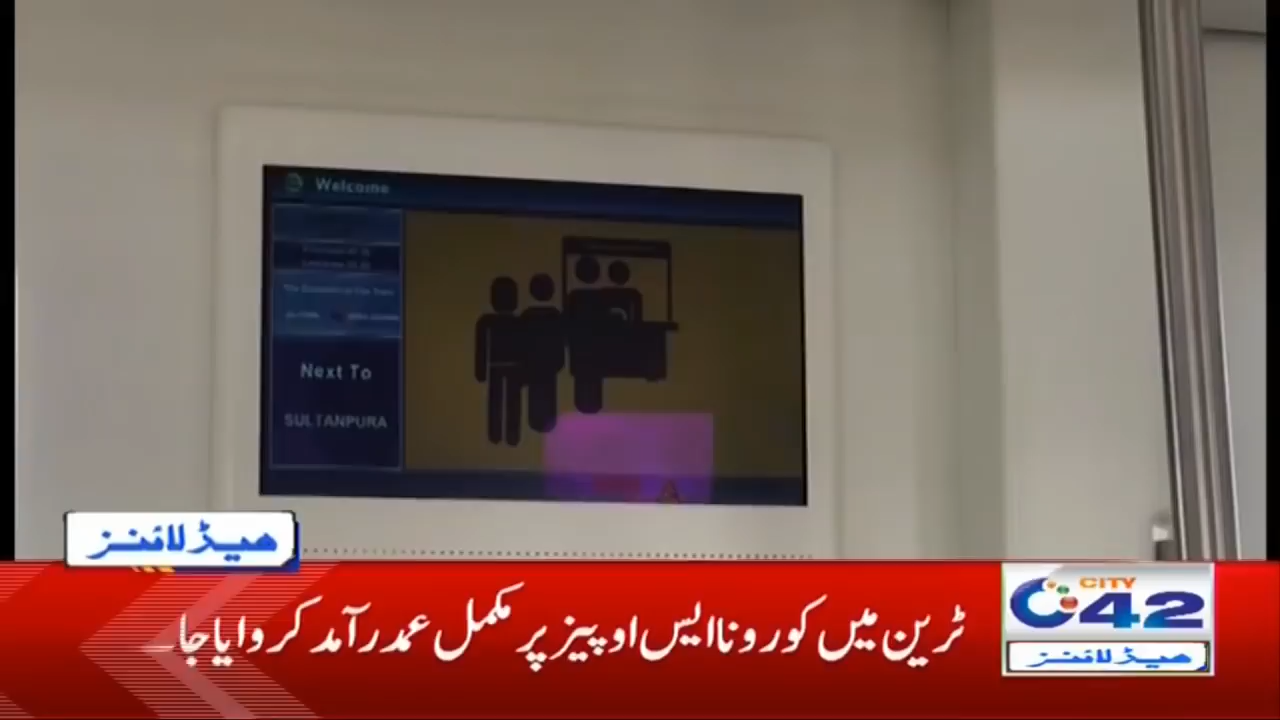 Welcome
Next To
SULTANPURA
ہیڈ لائنز
ٹرین میں کورونا ایس او پیز پر مکمل عمدرآمد کروایا جا
CITY
42
ہیڈ لائنز